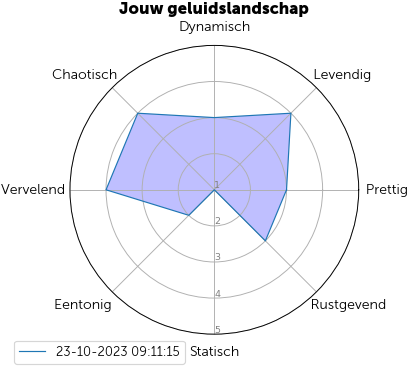 Jouw geluidslandschap
Dynamisch
Chaotisch
Levendig
Vervelend
Prettig
1
2
3
4
5
Eentonig
Rustgevend
23-10-2023 09:11:15
Statisch